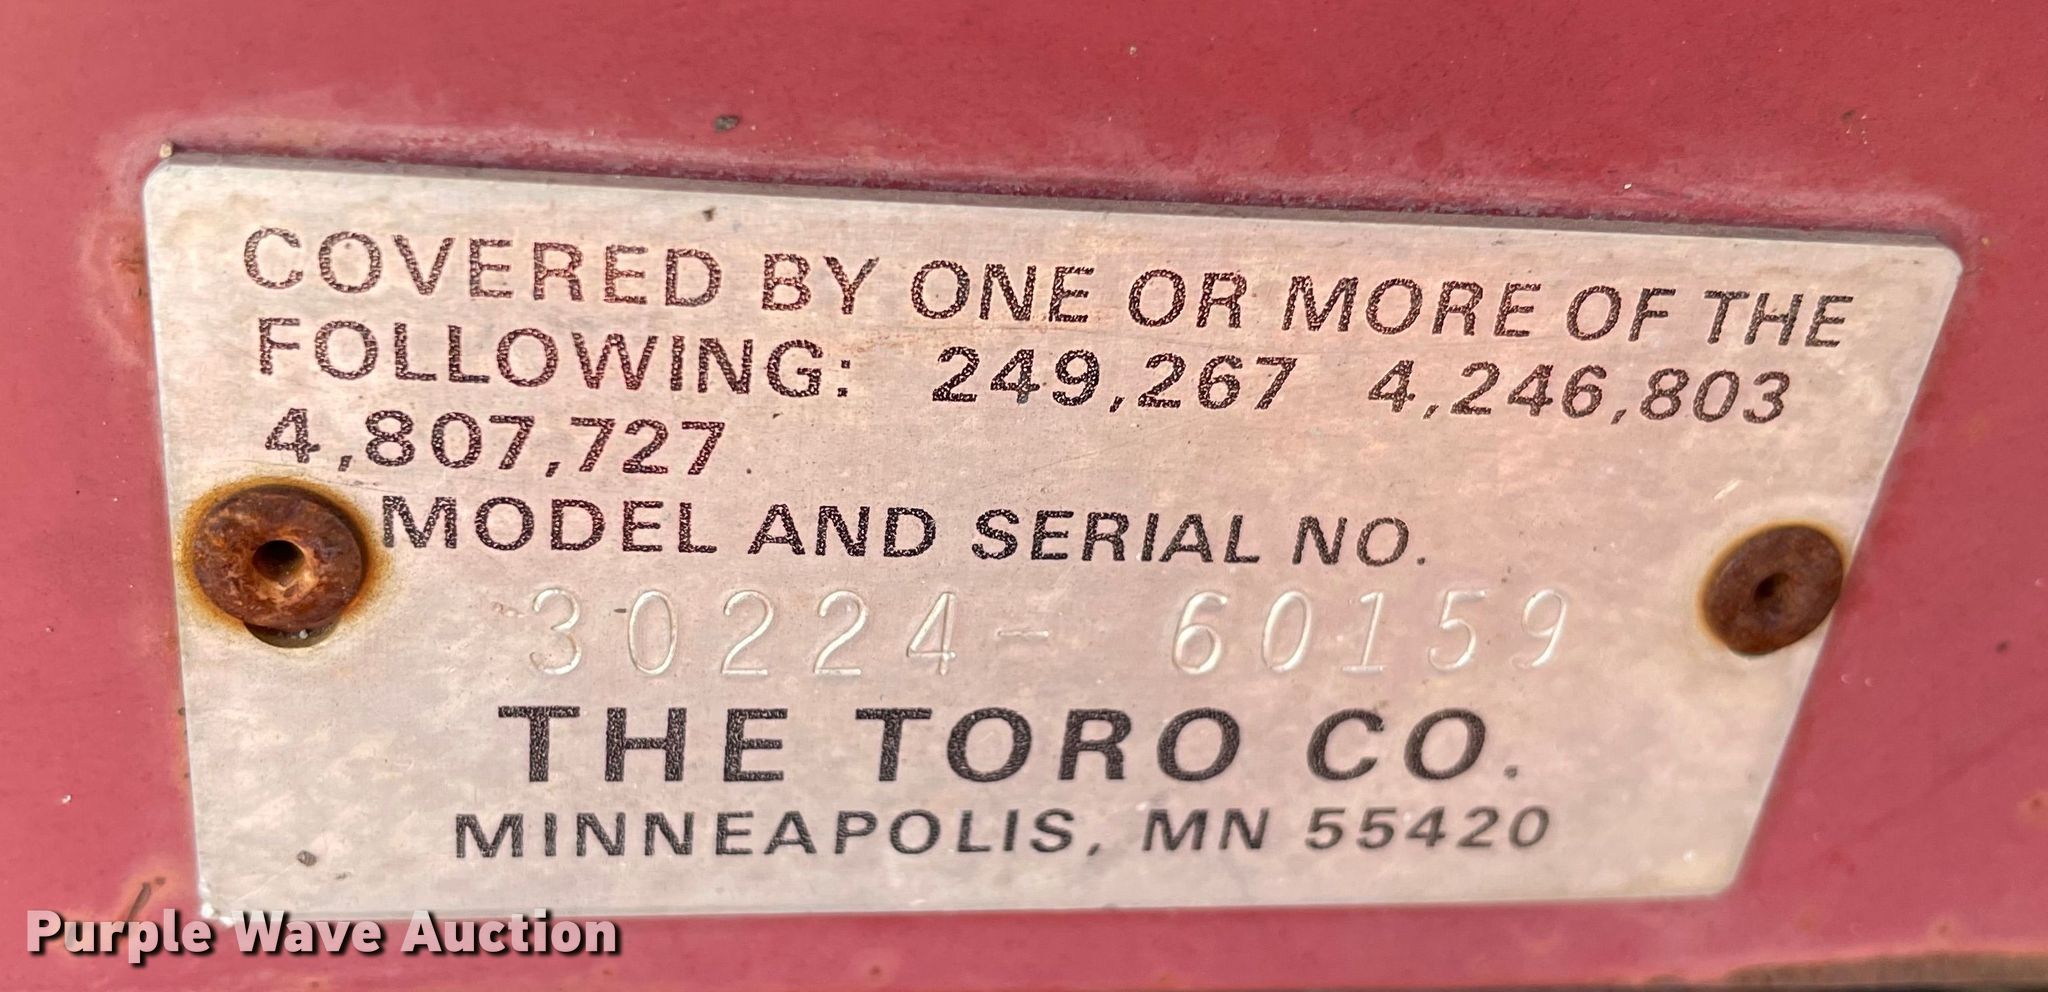 COVERED BY ONE OR MORE OF THE
FOLLOWING: 249,267 4,246,803
4,807,727
MODEL AND SERIAL NO.
30224- 60159
THE TORO CO.
MINNEAPOLIS, MN 55420
Purple Wave Auction